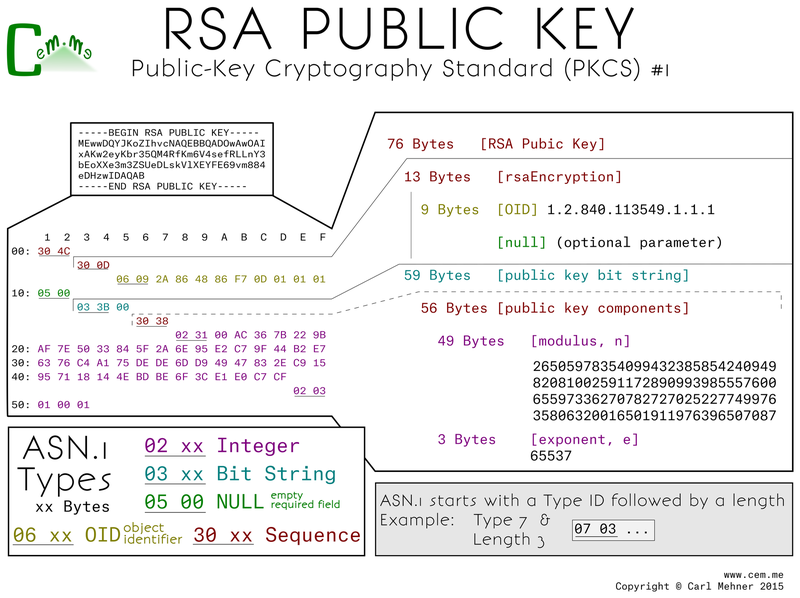 Cem.me
RSA PUBLIC KEY
Public-Key Cryptography Standard (PKCS) #1
-----BEGIN RSA PUBLIC KEY-----
MEwwDQYJKoZIhvcNAQEBBQADOwAwOAI
xAKw2eyKbr35QM4RfKm6V4sefRLLnY3
bEoXXe3m3ZSUeDLskVlXEYFE69vm884
eDHzwIDAQAB
-----END RSA PUBLIC KEY-----
76 Bytes [RSA Pubic Key]
13 Bytes [rsaEncryption]
9 Bytes [OID] 1.2.840.113549.1.1.1
[null] (optional parameter)
59 Bytes [public key bit string]
56 Bytes [public key components]
49 Bytes [modulus, n]
26505978354099432385854240949
82081002591172890993985557600
65597336270782727025227749976
35806320016501911976396507087
3 Bytes [exponent, e]
65537
1 2 3 4 5 6 7 8 9 A B C D E F
00: 30 4C
30 0D
06 09 2A 86 48 86 F7 0D 01 01 01
10: 05 00
03 3B 00
30 38
02 31 00 AC 36 7B 22 9B
20: AF 7E 50 33 84 5F 2A 6E 95 E2 C7 9F 44 B2 E7
30: 63 76 C4 A1 75 DE DE 6D D9 49 47 83 2E C9 15
40: 95 71 18 14 4E BD BE 6F 3C E1 E0 C7 CF
02 03
50: 01 00 01
ASN.1
Types
xx Bytes
02 xx Integer
03 xx Bit String
05 00 NULL empty
required field
06 xx OID object
identifier
30 xx Sequence
ASN.1 starts with a Type ID followed by a length
Example: Type 7 &
Length 3
07 03 ...
www.cem.me
Copyright © Carl Mehner 2015